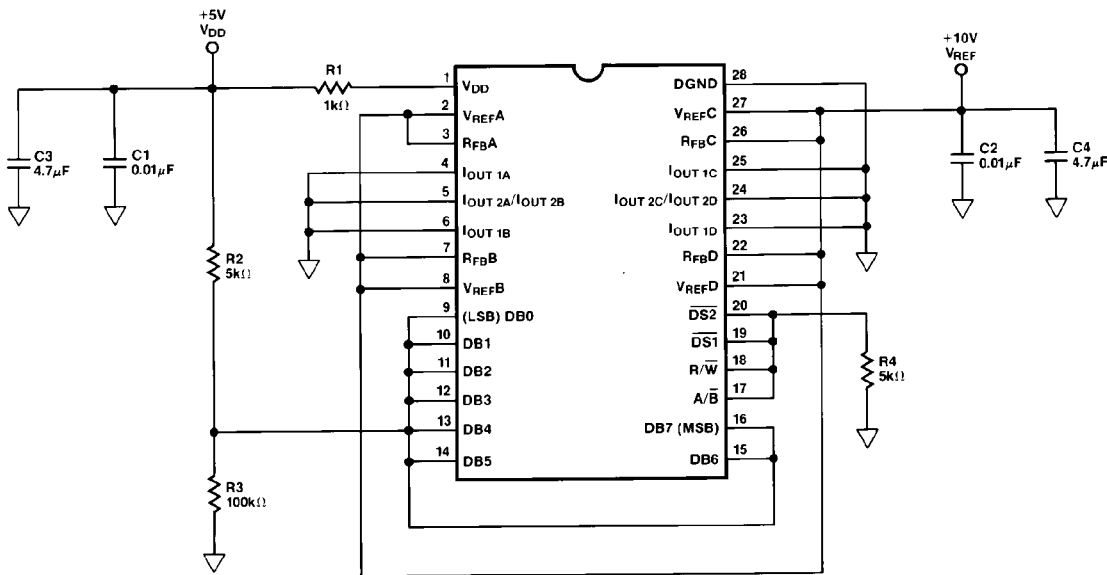 +5V
VDD
R1
1kΩ
C3
4.7μF
C1
0.01μF
R2
5kΩ
R3
100kΩ
1 VDD
2 VREFA
3 RFBA
4 IOUT 1A
5 IOUT 2A/IOUT 2B
6 IOUT 1B
7 RFBB
8 VREFB
9 (LSB) DB0
10 DB1
11 DB2
12 DB3
13 DB4
14 DB5
DGND 28
VREFC 27
RFBC 26
IOUT 1C 25
IOUT 2C/IOUT 2D 24
IOUT 1D 23
RFBD 22
VREFD 21
D̅S̅2̅ 20
D̅S̅1̅ 19
R/W̅ 18
A/B̅ 17
DB7 (MSB) 16
DB6 15
+10V
VREF
C2
0.01μF
C4
4.7μF
R4
5kΩ